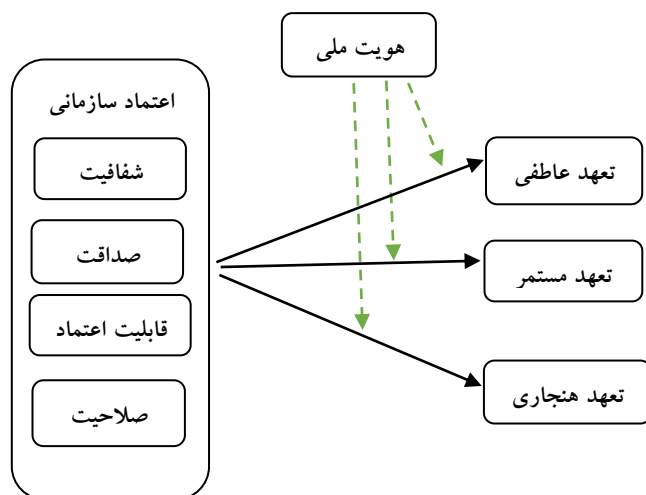 هویت ملی
اعتماد سازمانی
شفافیت
صداقت
قابلیت اعتماد
صلاحیت
تعهد عاطفی
تعهد مستمر
تعهد هنجاری